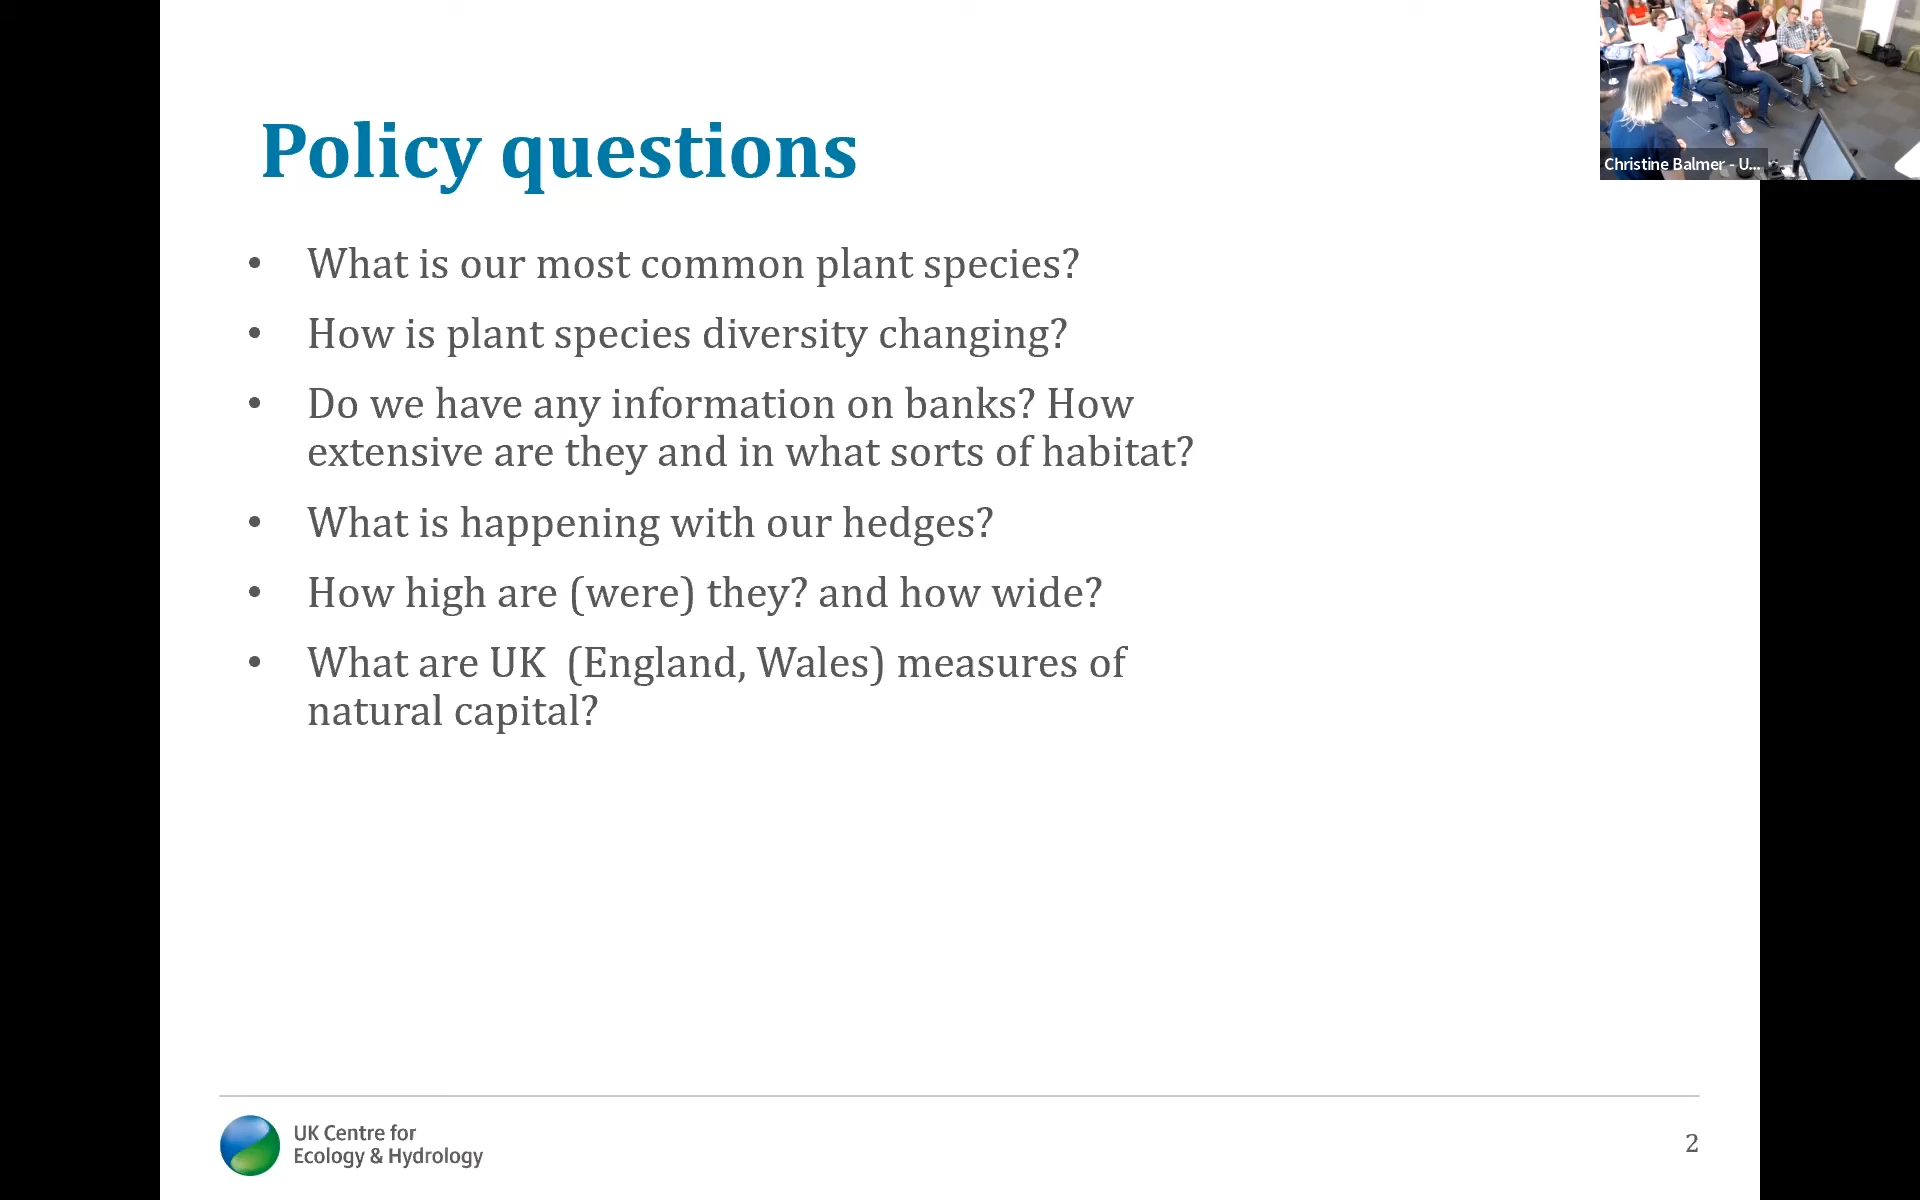 Policy questions
• What is our most common plant species?
• How is plant species diversity changing?
• Do we have any information on banks? How
extensive are they and in what sorts of habitat?
• What is happening with our hedges?
• How high are (were) they? and how wide?
• What are UK  (England, Wales) measures of
natural capital?
Christine Balmer - U...
UK Centre for
Ecology & Hydrology
2